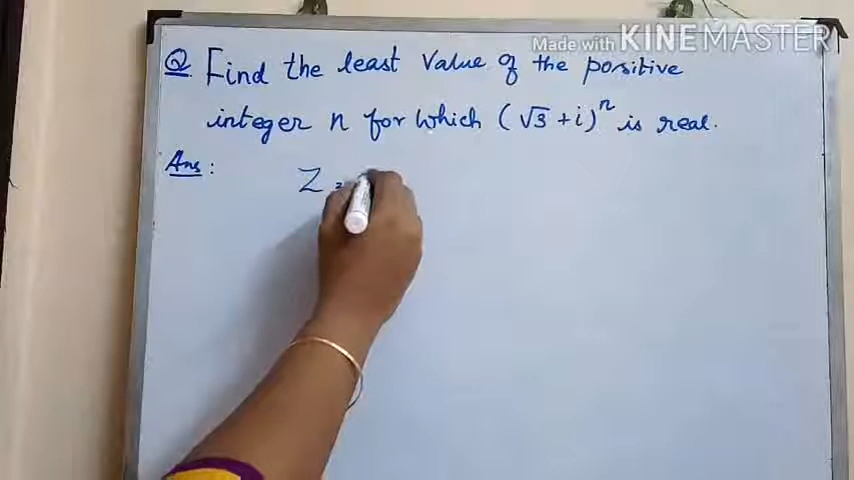 Made with KINEMASTER
Q Find the least value of the positive
integer n for which (√3 + i)^n is real.
Ans :
Z =